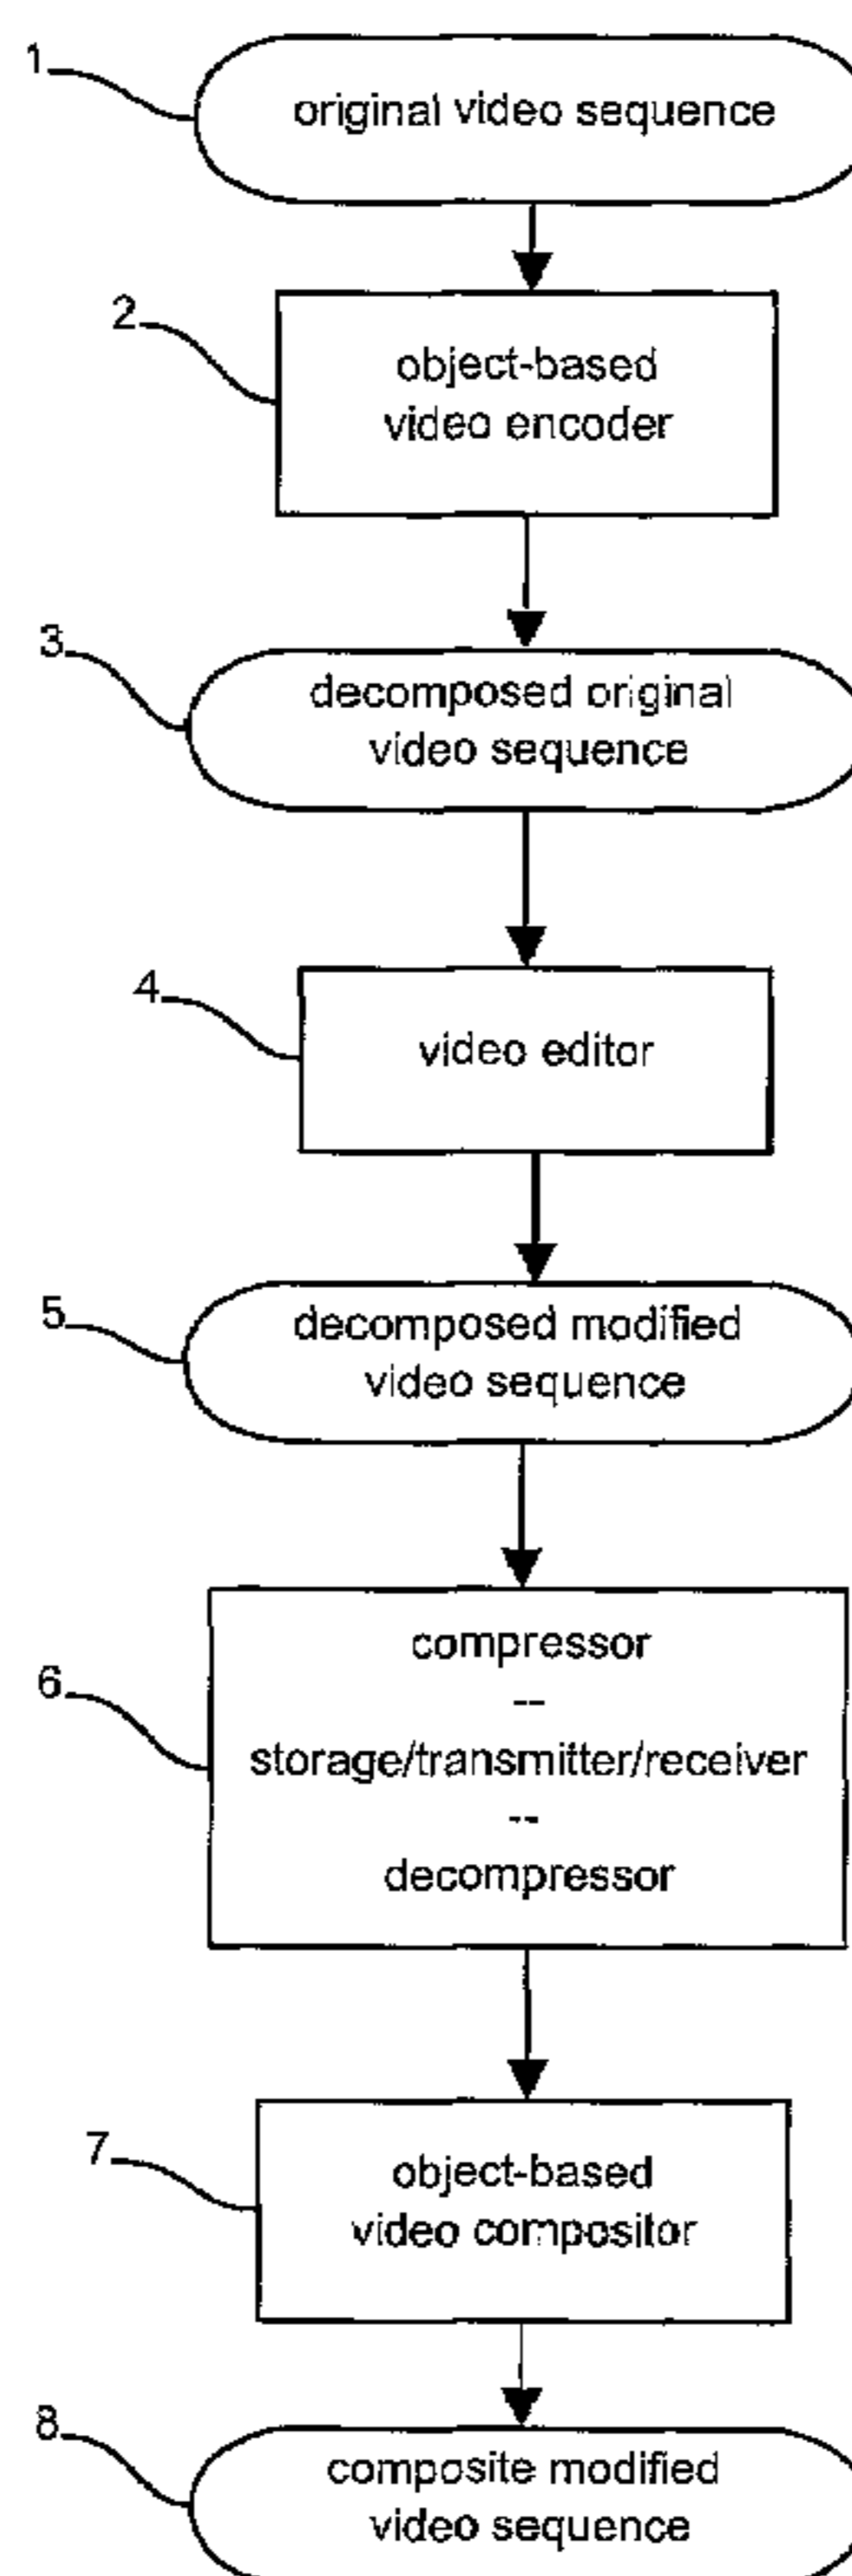 1
original video sequence
2
object-based
video encoder
3
decomposed original
video sequence
4
video editor
5
decomposed modified
video sequence
6
compressor
--
storage/transmitter/receiver
--
decompressor
7
object-based
video compositor
8
composite modified
video sequence